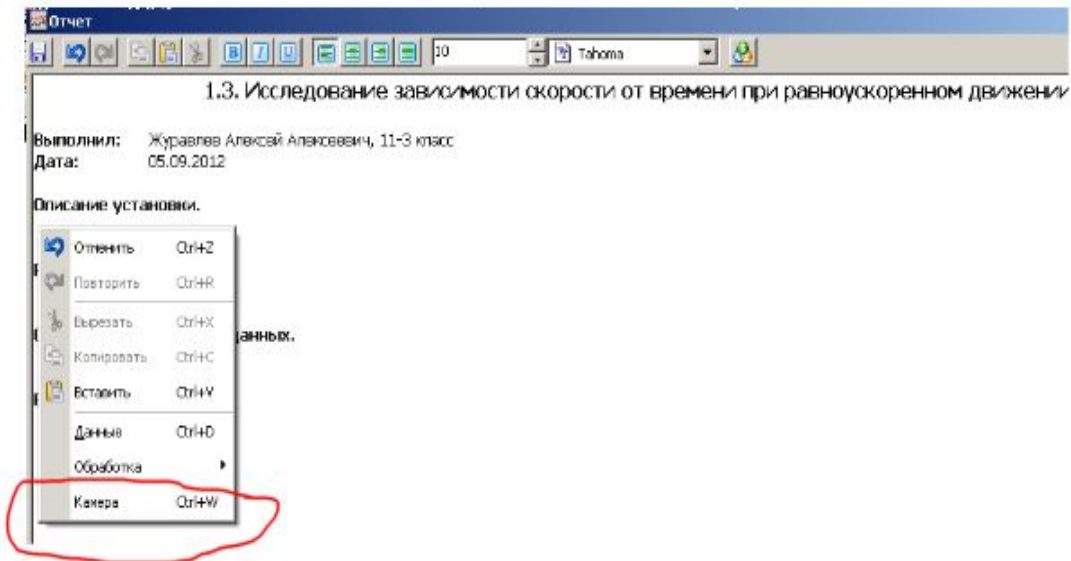 Отчет
B I U 10 Tahoma
1.3. Исследование зависимости скорости от времени при равноускоренном движении
Выполнил: Журавлев Алексей Алексеевич, 11-3 класс
Дата: 05.09.2012
Описание установки.
Отменить Ctrl+Z
Повторить Ctrl+R
Вырезать Ctrl+X
данных.
Копировать Ctrl+C
Вставить Ctrl+V
Данные Ctrl+D
Обработка
Камера Ctrl+W